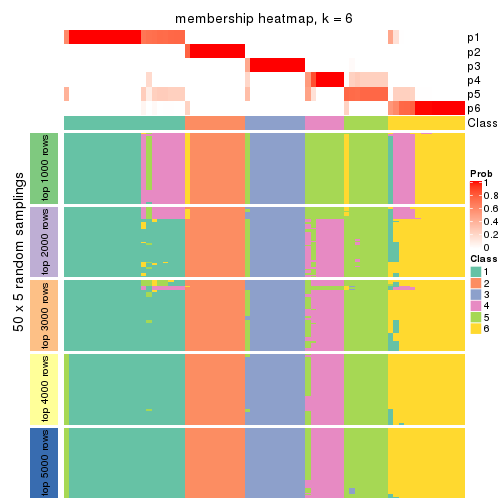 membership heatmap, k = 6
p1
p2
p3
p4
p5
p6
Class
50 x 5 random samplings
top 1000 rows
top 2000 rows
top 3000 rows
top 4000 rows
top 5000 rows
Prob
1
0.8
0.6
0.4
0.2
0
Class
1
2
3
4
5
6